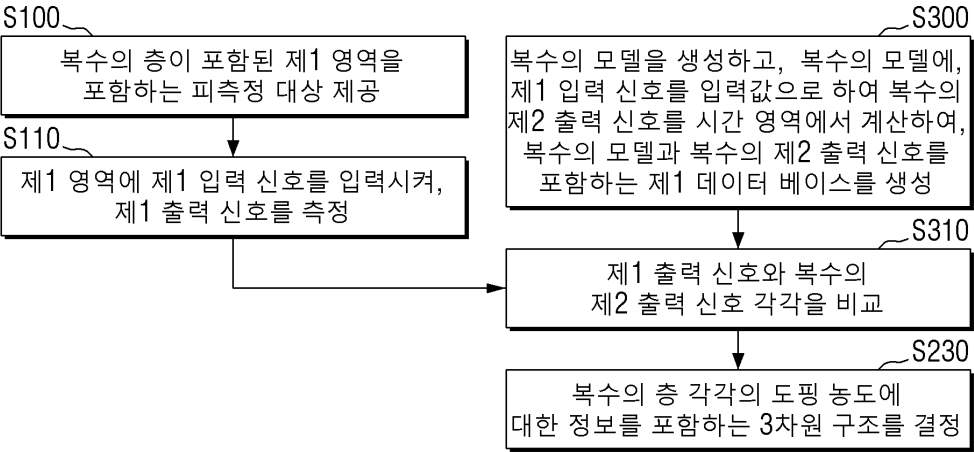 S100
복수의 층이 포함된 제1 영역을
포함하는 피측정 대상 제공
S110
제1 영역에 제1 입력 신호를 입력시켜,
제1 출력 신호를 측정
S300
복수의 모델을 생성하고, 복수의 모델에,
제1 입력 신호를 입력값으로 하여 복수의
제2 출력 신호를 시간 영역에서 계산하여,
복수의 모델과 복수의 제2 출력 신호를
포함하는 제1 데이터 베이스를 생성
S310
제1 출력 신호와 복수의
제2 출력 신호 각각을 비교
S230
복수의 층 각각의 도핑 농도에
대한 정보를 포함하는 3차원 구조를 결정